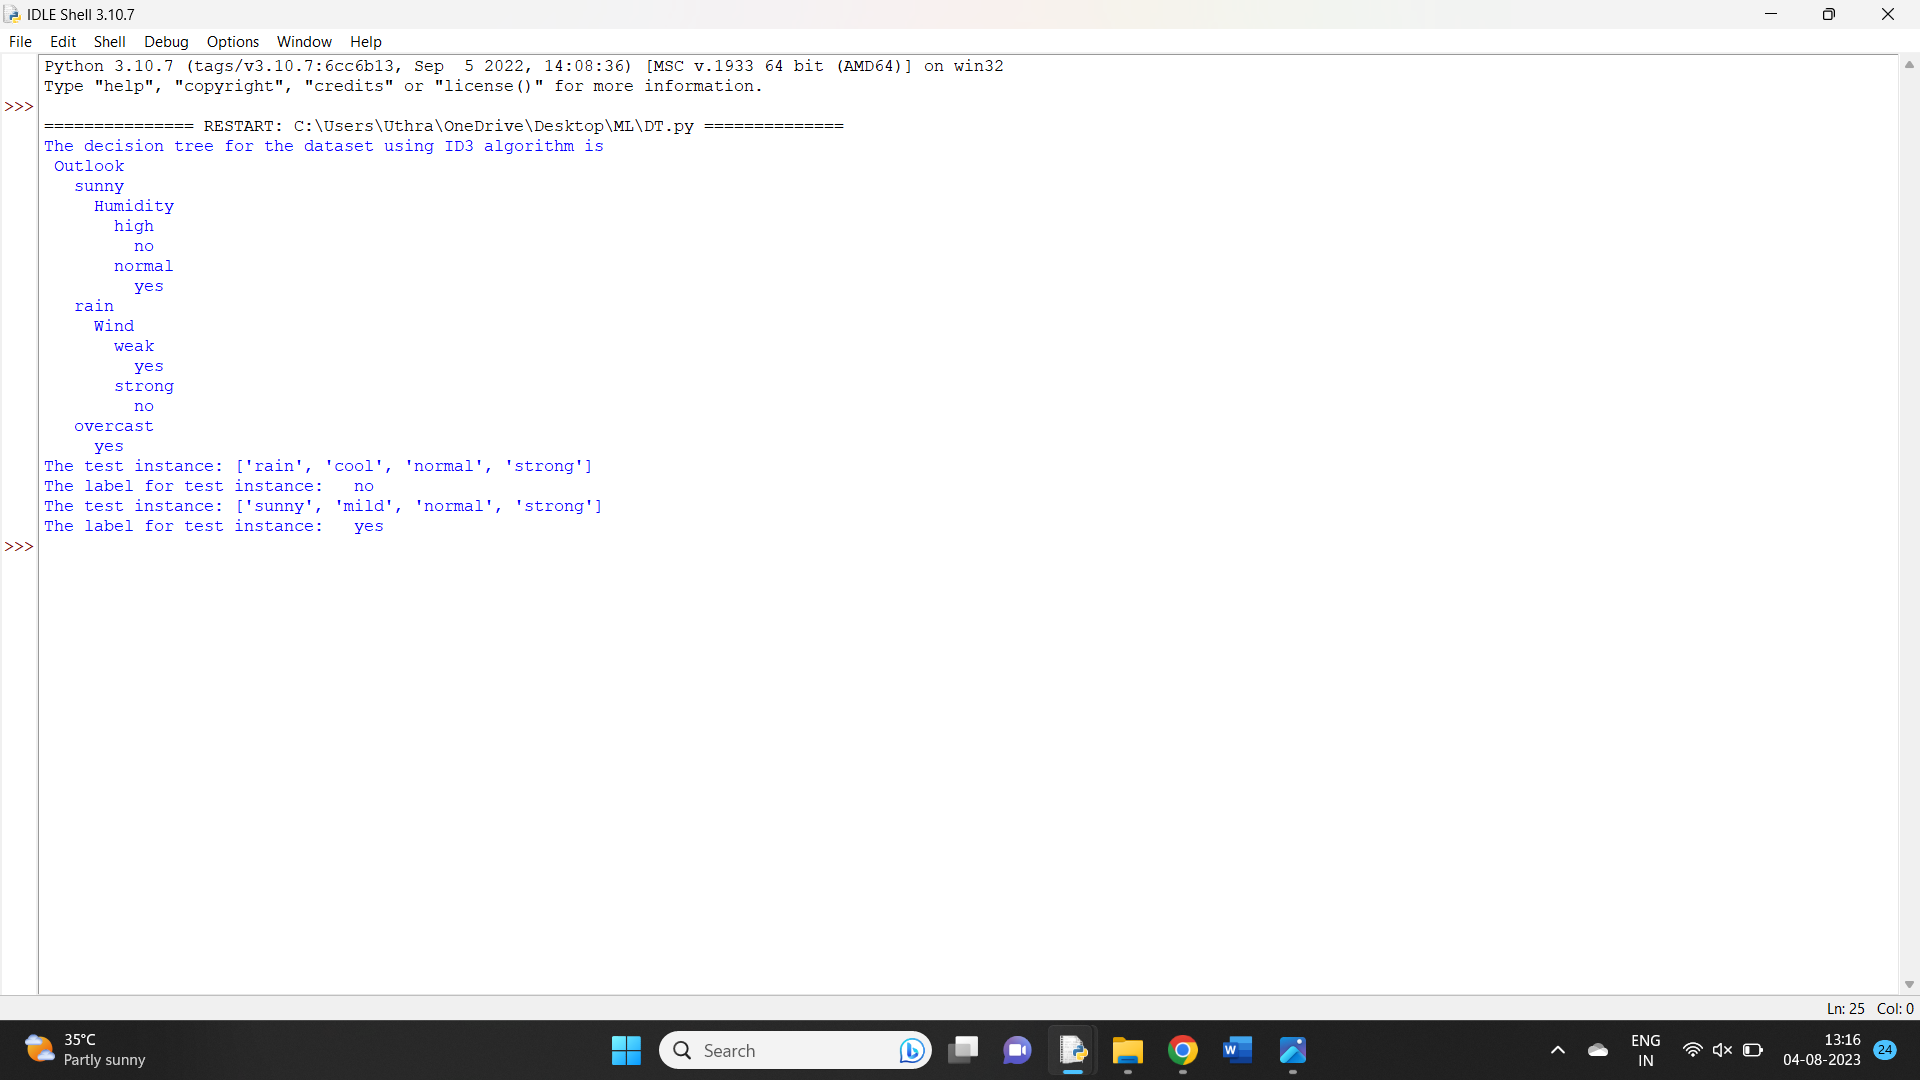 IDLE Shell 3.10.7
File Edit Shell Debug Options Window Help
Python 3.10.7 (tags/v3.10.7:6cc6b13, Sep  5 2022, 14:08:36) [MSC v.1933 64 bit (AMD64)] on win32
Type "help", "copyright", "credits" or "license()" for more information.
>>>
=============== RESTART: C:\Users\Uthra\OneDrive\Desktop\ML\DT.py ==============
The decision tree for the dataset using ID3 algorithm is
 Outlook
   sunny
     Humidity
       high
         no
       normal
         yes
   rain
     Wind
       weak
         yes
       strong
         no
   overcast
     yes
The test instance: ['rain', 'cool', 'normal', 'strong']
The label for test instance:   no
The test instance: ['sunny', 'mild', 'normal', 'strong']
The label for test instance:   yes
>>>
Ln: 25 Col: 0
35°C
Partly sunny
Search
W
ENG
IN
13:16
04-08-2023
24